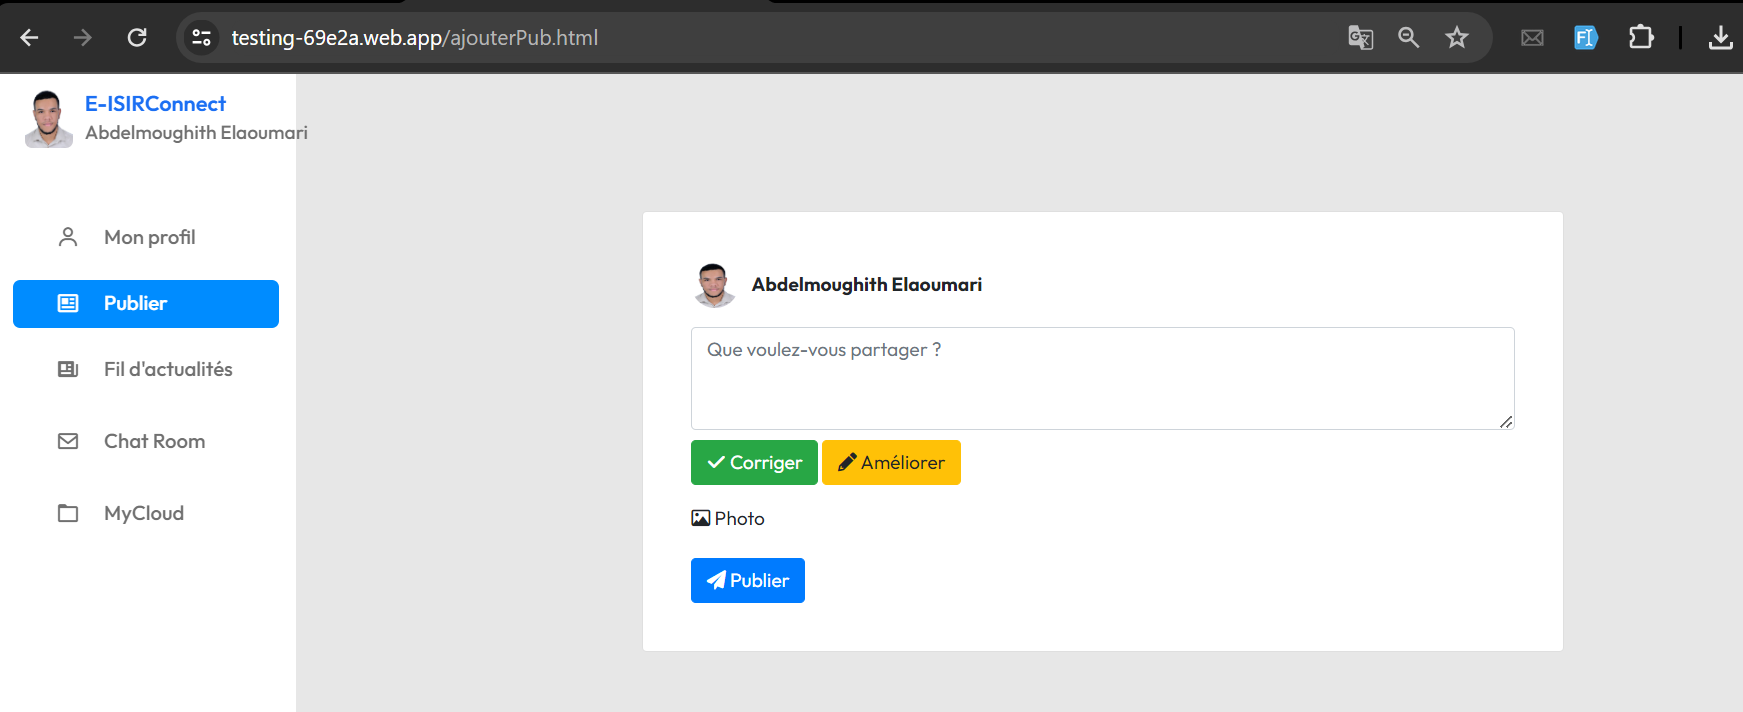 testing-69e2a.web.app/ajouterPub.html
E-ISIRConnect
Abdelmoughith Elaoumari
Mon profil
Publier
Fil d'actualités
Chat Room
MyCloud
Abdelmoughith Elaoumari
Que voulez-vous partager ?
Corriger Améliorer
Photo
Publier